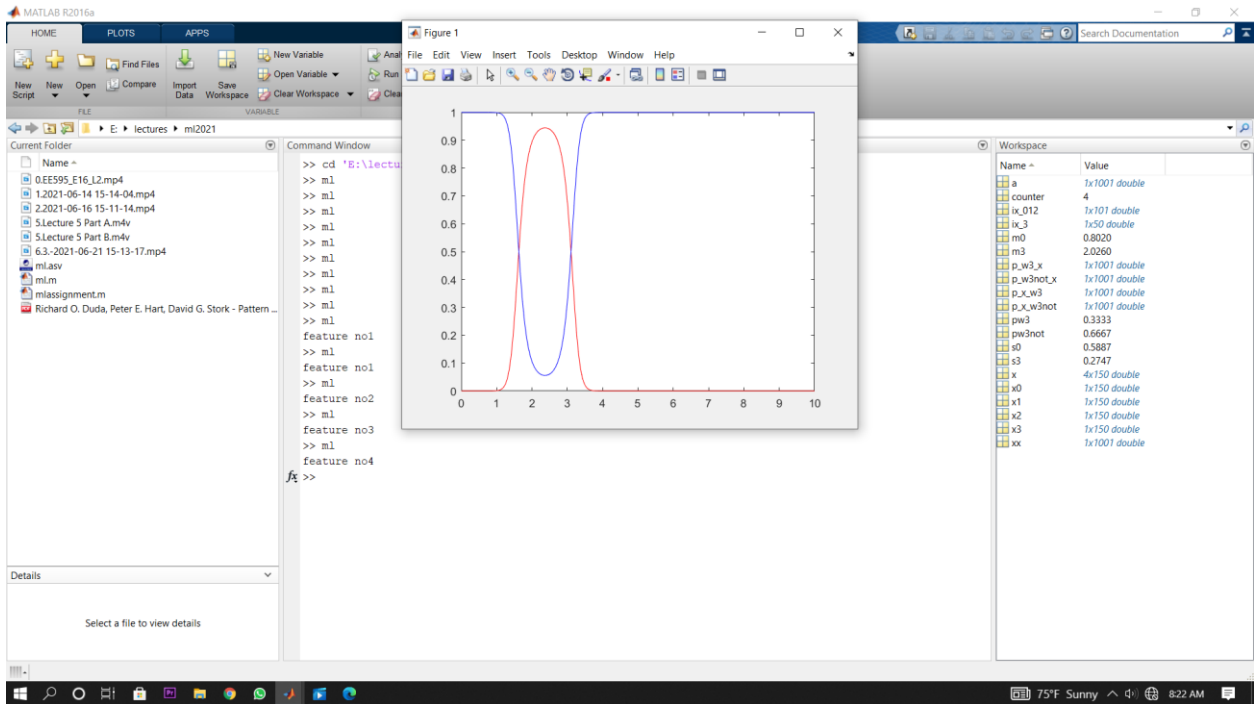 MATLAB R2016a
HOME PLOTS APPS
Search Documentation
New Script
New
Open
Find Files
Compare
Import Data
Save Workspace
New Variable
Open Variable
Clear Workspace
Anal
Run
Clea
FILE
VARIABLE
E: lectures ml2021
Current Folder
Name
0.EE595_E16_L2.mp4
1.2021-06-14 15-14-04.mp4
2.2021-06-16 15-11-14.mp4
5.Lecture 5 Part A.m4v
5.Lecture 5 Part B.m4v
6.3.-2021-06-21 15-13-17.mp4
ml.asv
ml.m
mlassignment.m
Richard O. Duda, Peter E. Hart, David G. Stork - Pattern ...
Details
Select a file to view details
Command Window
>> cd 'E:\lectu
>> ml
>> ml
>> ml
>> ml
>> ml
>> ml
>> ml
>> ml
>> ml
>> ml
feature no1
>> ml
feature no1
>> ml
feature no2
>> ml
feature no3
>> ml
feature no4
fx >>
Figure 1
File Edit View Insert Tools Desktop Window Help
1
0.9
0.8
0.7
0.6
0.5
0.4
0.3
0.2
0.1
0
0 1 2 3 4 5 6 7 8 9 10
Workspace
Name Value
a 1x1001 double
counter 4
ix_012 1x101 double
ix_3 1x50 double
m0 0.8020
m3 2.0260
p_w3_x 1x1001 double
p_w3not_x 1x1001 double
p_x_w3 1x1001 double
p_x_w3not 1x1001 double
pw3 0.3333
pw3not 0.6667
s0 0.5887
s3 0.2747
x 4x150 double
x0 1x150 double
x1 1x150 double
x2 1x150 double
x3 1x150 double
xx 1x1001 double
75°F Sunny 8:22 AM